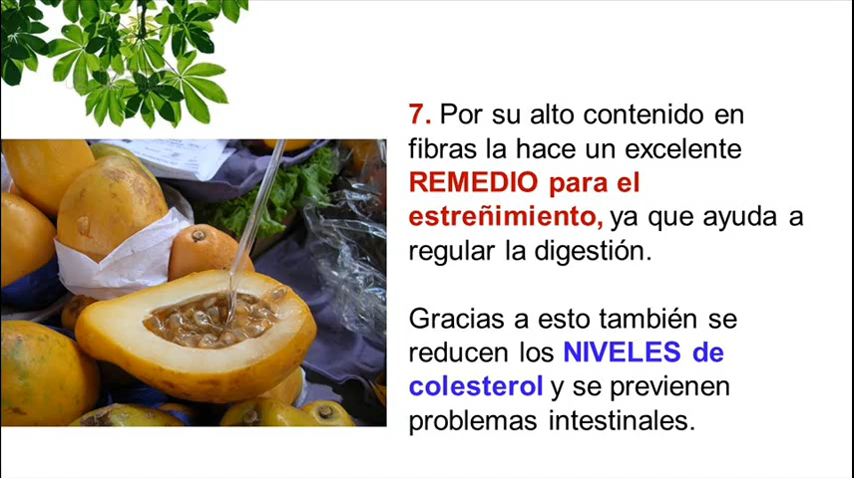 7. Por su alto contenido en
fibras la hace un excelente
REMEDIO para el
estreñimiento, ya que ayuda a
regular la digestión.
Gracias a esto también se
reducen los NIVELES de
colesterol y se previenen
problemas intestinales.